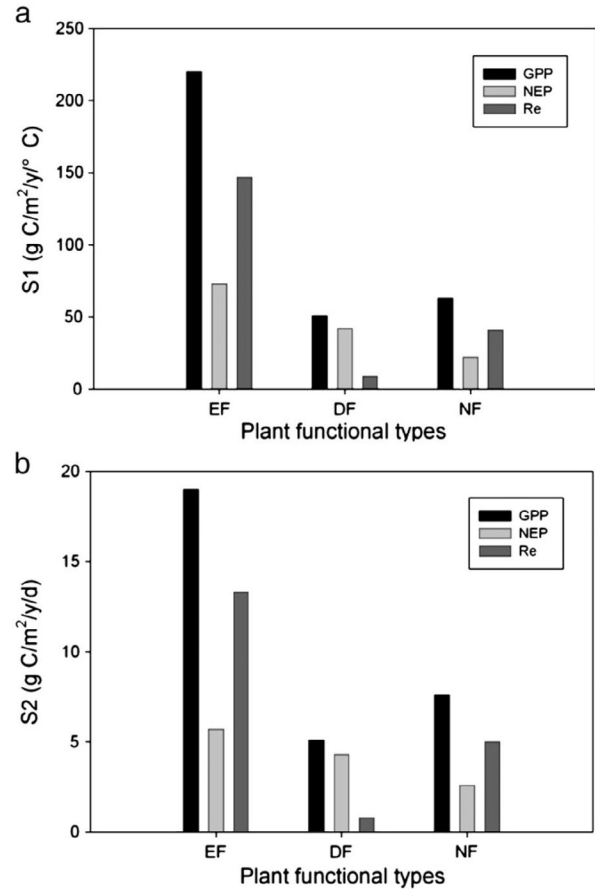 a
250
200
150
100
50
0
S1 (g C/m²/y/° C)
GPP
NEP
Re
EF DF NF
Plant functional types
b
20
15
10
5
0
S2 (g C/m²/y/d)
GPP
NEP
Re
EF DF NF
Plant functional types